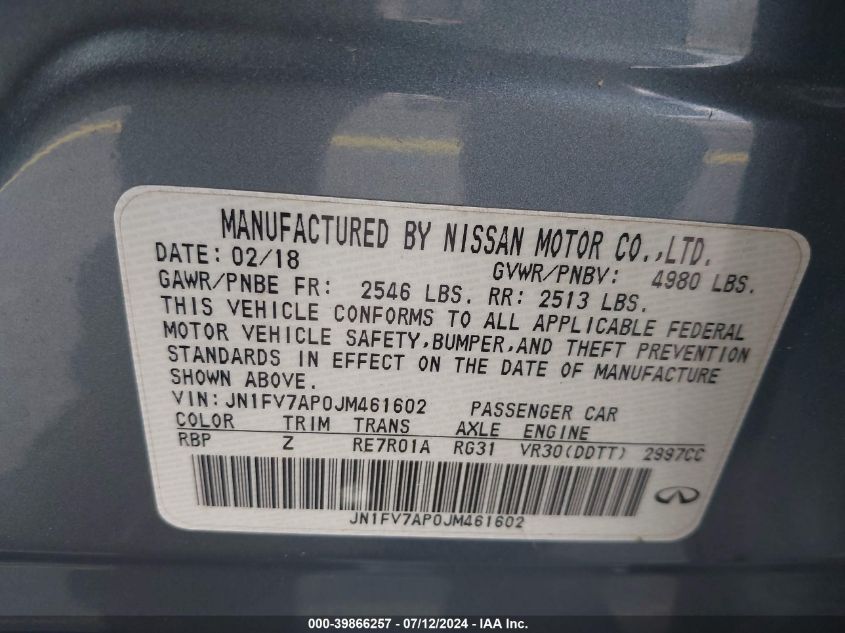 MANUFACTURED BY NISSAN MOTOR CO.,LTD.
DATE: 02/18 GVWR/PNBV: 4980 LBS.
GAWR/PNBE FR: 2546 LBS. RR: 2513 LBS.
THIS VEHICLE CONFORMS TO ALL APPLICABLE FEDERAL
MOTOR VEHICLE SAFETY,BUMPER,AND THEFT PREVENTION
STANDARDS IN EFFECT ON THE DATE OF MANUFACTURE
SHOWN ABOVE.
VIN:JN1FV7AP0JM461602 PASSENGER CAR
COLOR TRIM TRANS AXLE ENGINE
RBP Z RE7R01A RG31 VR30(DDTT) 2997CC
JN1FV7AP0JM461602
000-39866257 - 07/12/2024 - IAA Inc.